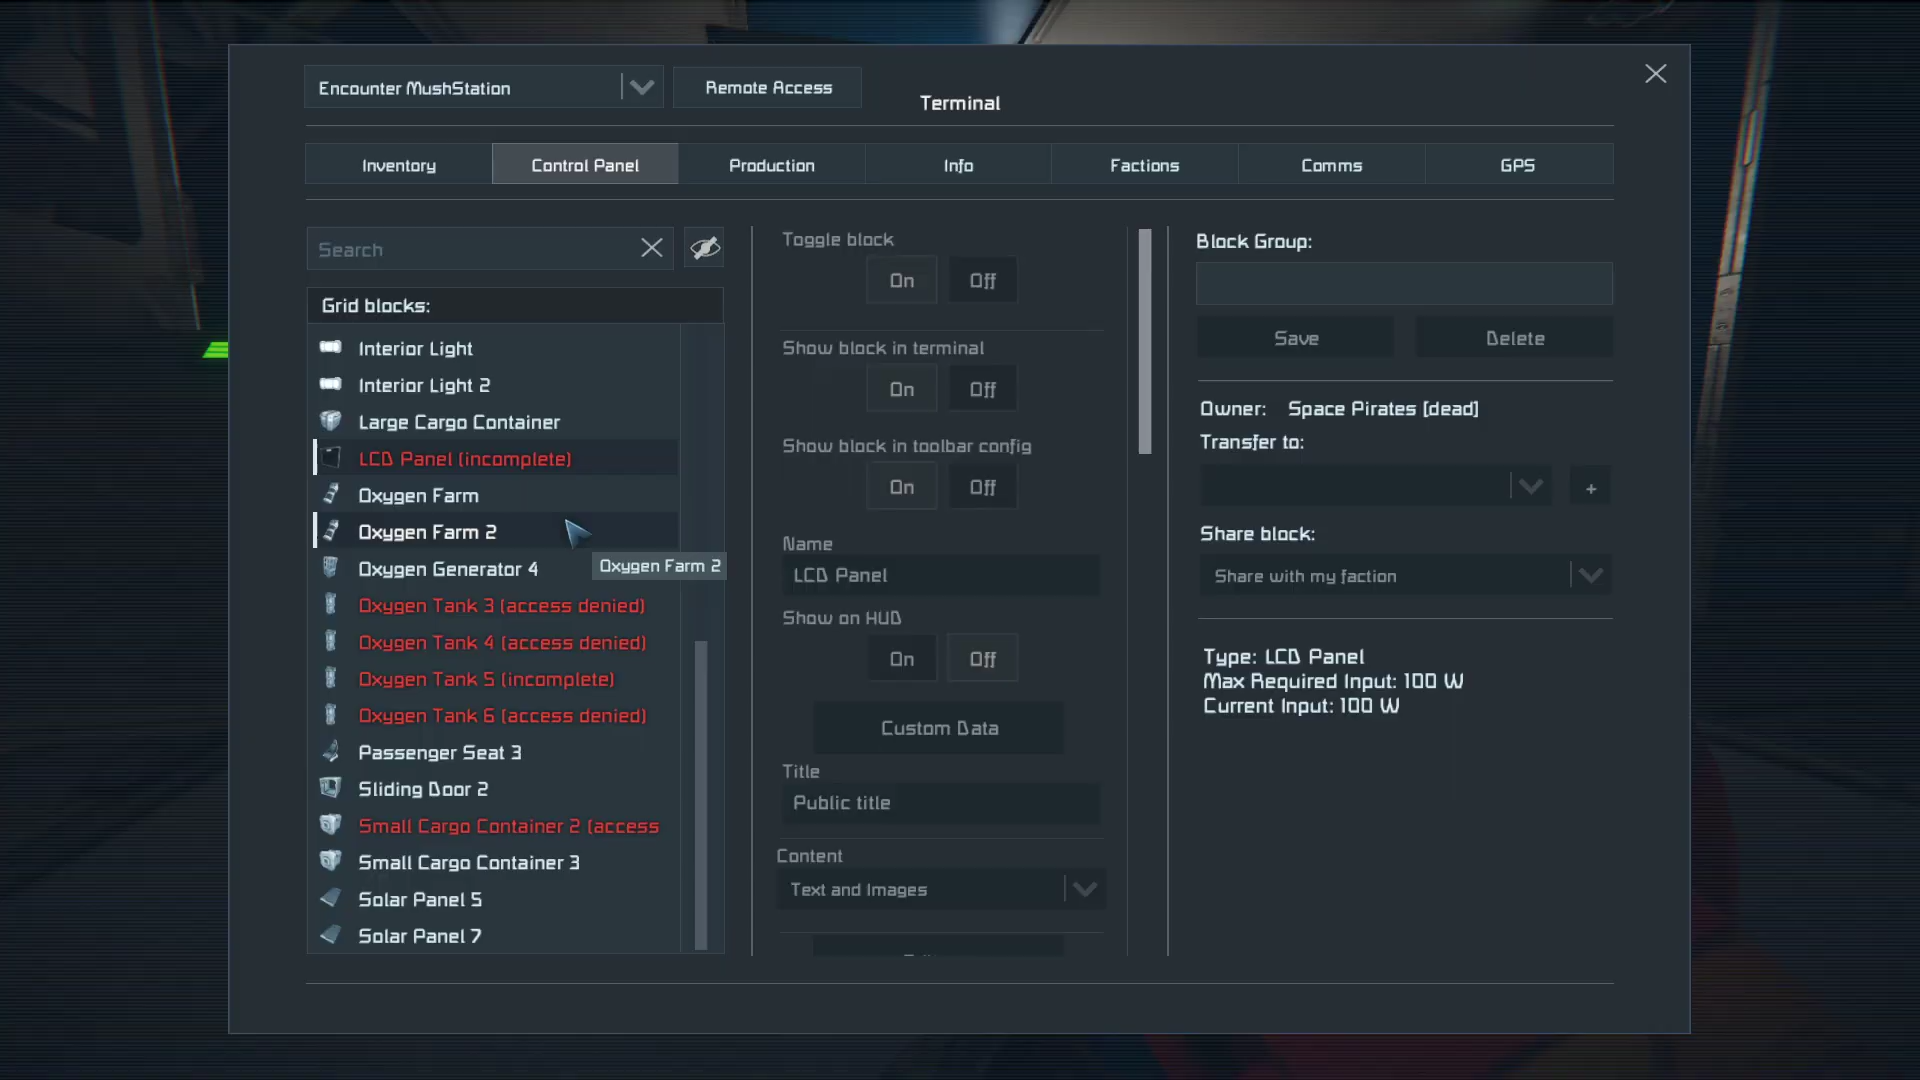 Encounter MushStation
Remote Access
Terminal
Inventory
Control Panel
Production
Info
Factions
Comms
GPS
Search
Grid blocks:
Interior Light
Interior Light 2
Large Cargo Container
LCD Panel (incomplete)
Oxygen Farm
Oxygen Farm 2
Oxygen Generator 4
Oxygen Farm 2
Oxygen Tank 3 (access denied)
Oxygen Tank 4 (access denied)
Oxygen Tank 5 (incomplete)
Oxygen Tank 6 (access denied)
Passenger Seat 3
Sliding Door 2
Small Cargo Container 2 (access
Small Cargo Container 3
Solar Panel 5
Solar Panel 7
Toggle block
On Off
Show block in terminal
On Off
Show block in toolbar config
On Off
Name
LCD Panel
Show on HUD
On Off
Custom Data
Title
Public title
Content
Text and Images
Block Group:
Save
Delete
Owner: Space Pirates [dead]
Transfer to:
+
Share block:
Share with my faction
Type: LCD Panel
Max Required Input: 100 W
Current Input: 100 W